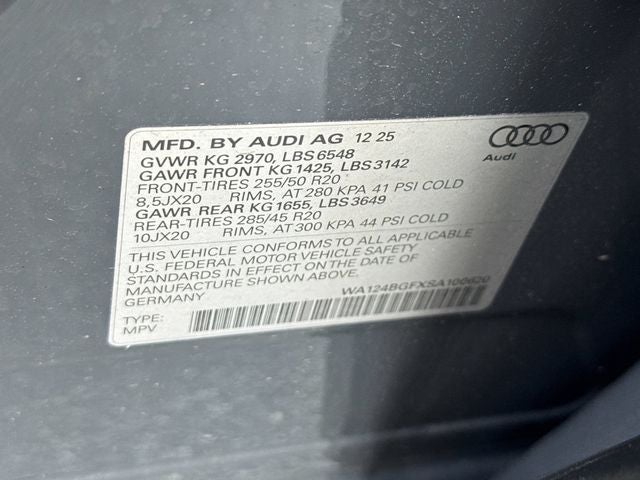 MFD. BY AUDI AG 12 25
GVWR KG 2970, LBS 6548
GAWR FRONT KG 1425, LBS 3142
FRONT-TIRES 255/50 R20
8,5JX20 RIMS, AT 280 KPA 41 PSI COLD
GAWR REAR KG 1655, LBS 3649
REAR-TIRES 285/45 R20
10JX20 RIMS, AT 300 KPA 44 PSI COLD
THIS VEHICLE CONFORMS TO ALL APPLICABLE
U.S. FEDERAL MOTOR VEHICLE SAFETY
STANDARDS IN EFFECT ON THE DATE OF
MANUFACTURE SHOWN ABOVE.
GERMANY
WA124BGFXSA100620
TYPE:
MPV
Audi